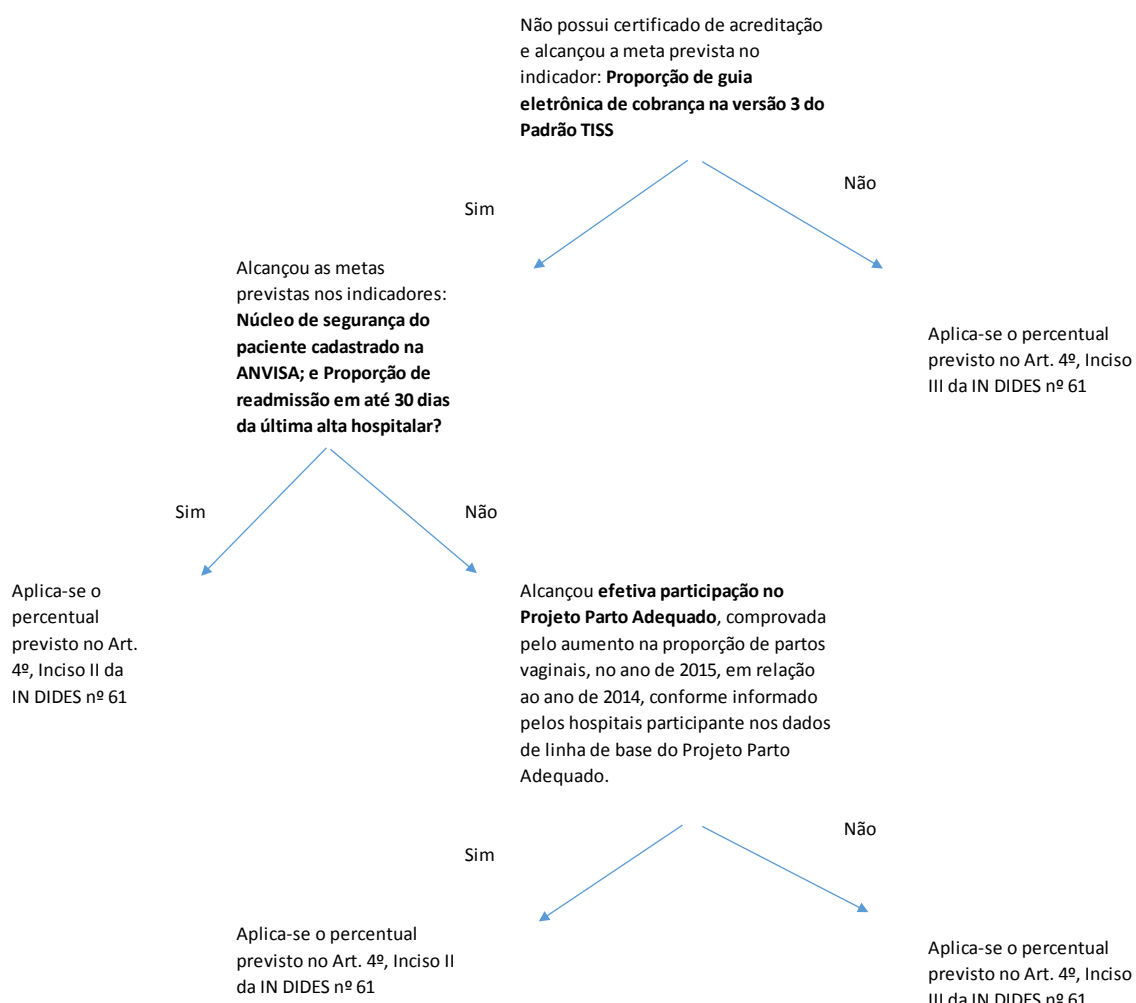 Não possui certificado de acreditação
e alcançou a meta prevista no
indicador: Proporção de guia
eletrônica de cobrança na versão 3 do
Padrão TISS
Não
Sim
Alcançou as metas
previstas nos indicadores:
Núcleo de segurança do
paciente cadastrado na
ANVISA; e Proporção de
readmissão em até 30 dias
da última alta hospitalar?
Aplica-se o percentual
previsto no Art. 4º, Inciso
III da IN DIDES nº 61
Sim
Não
Aplica-se o
percentual
previsto no Art.
4º, Inciso II da
IN DIDES nº 61
Alcançou efetiva participação no
Projeto Parto Adequado, comprovada
pelo aumento na proporção de partos
vaginais, no ano de 2015, em relação
ao ano de 2014, conforme informado
pelos hospitais participante nos dados
de linha de base do Projeto Parto
Adequado.
Não
Sim
Aplica-se o percentual
previsto no Art. 4º, Inciso II
da IN DIDES nº 61
Aplica-se o percentual
previsto no Art. 4º, Inciso
III da IN DIDES nº 61